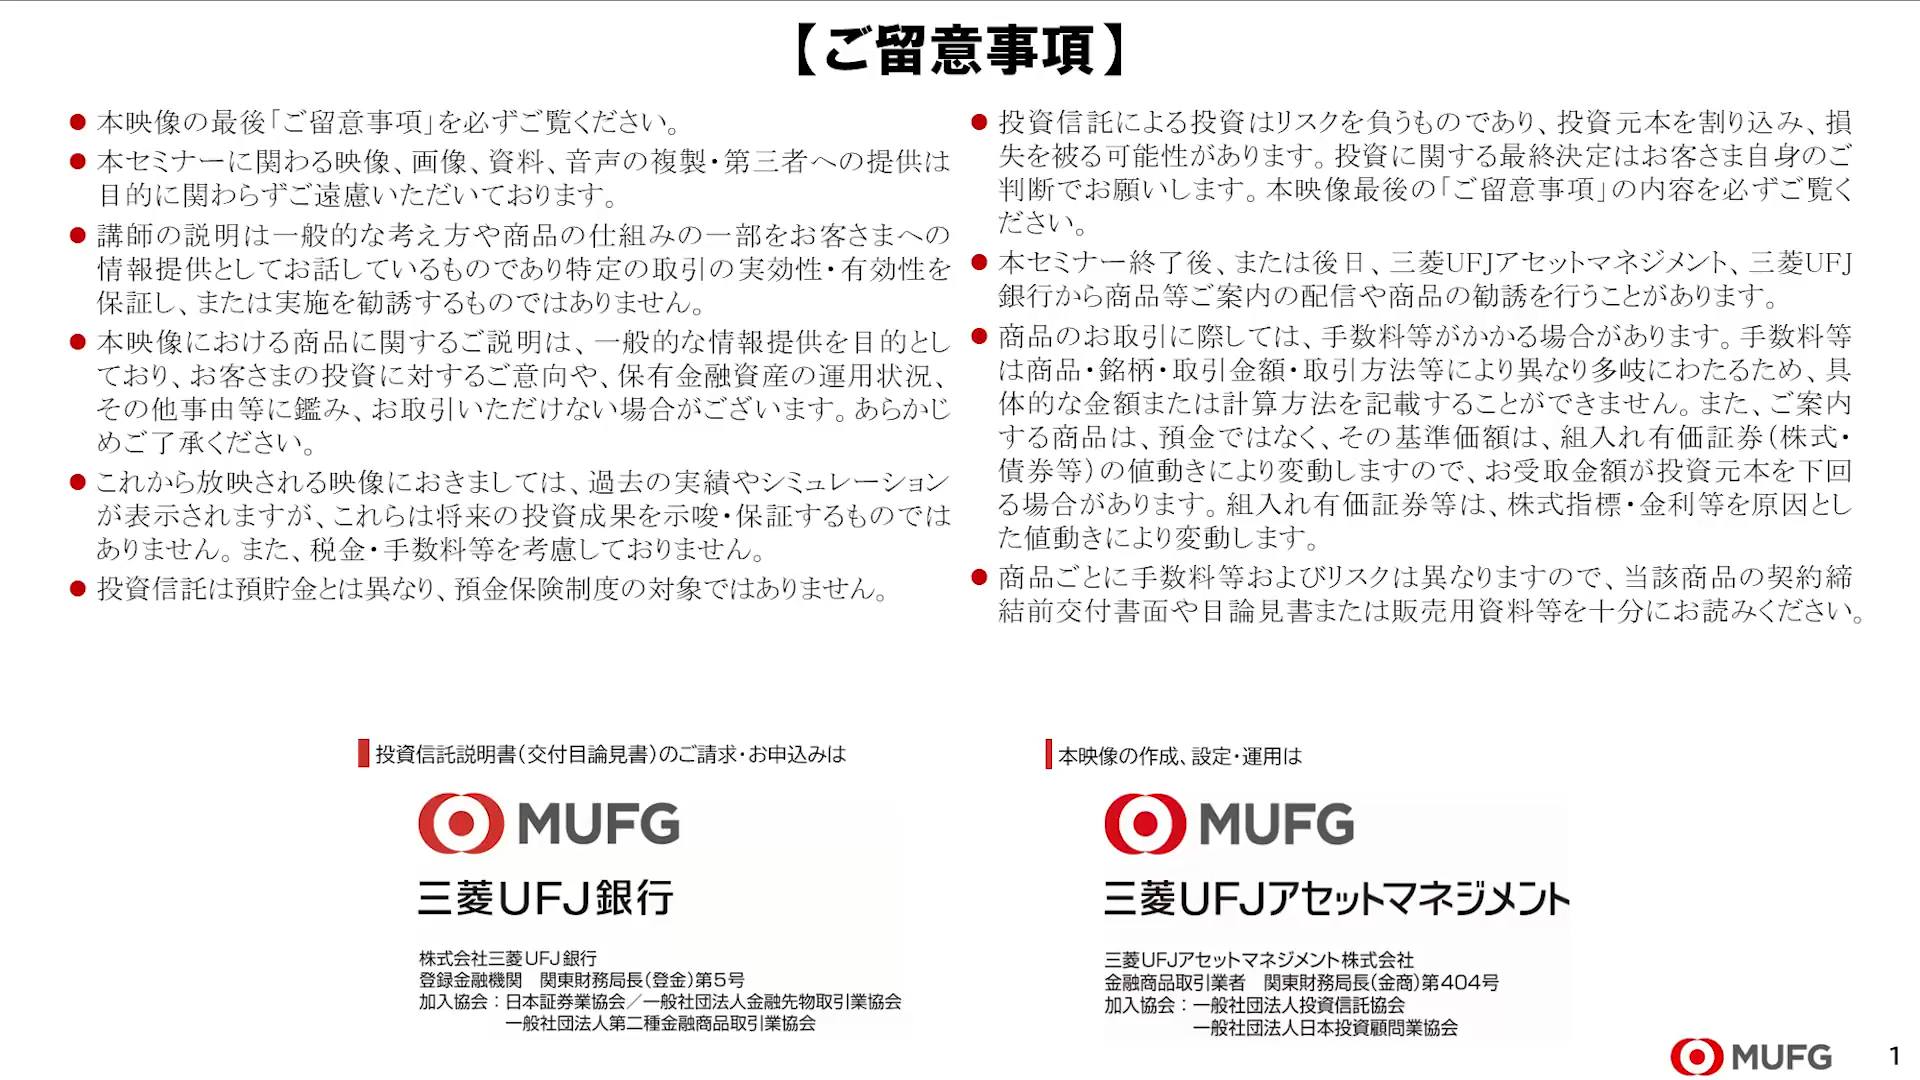 【ご留意事項】
● 本映像の最後「ご留意事項」を必ずご覧ください。
● 本セミナーに関わる映像、画像、資料、音声の複製・第三者への提供は
目的に関わらずご遠慮いただいております。
● 講師の説明は一般的な考え方や商品の仕組みの一部をお客さまへの
情報提供としてお話しているものであり特定の取引の実効性・有効性を
保証し、または実施を勧誘するものではありません。
● 本映像における商品に関するご説明は、一般的な情報提供を目的とし
ており、お客さまの投資に対するご意向や、保有金融資産の運用状況、
その他事由等に鑑み、お取引いただけない場合がございます。あらかじ
めご了承ください。
● これから放映される映像におきましては、過去の実績やシミュレーション
が表示されますが、これらは将来の投資成果を示唆・保証するものでは
ありません。また、税金・手数料等を考慮しておりません。
● 投資信託は預貯金とは異なり、預金保険制度の対象ではありません。
● 投資信託による投資はリスクを負うものであり、投資元本を割り込み、損
失を被る可能性があります。投資に関する最終決定はお客さま自身のご
判断でお願いします。本映像最後の「ご留意事項」の内容を必ずご覧く
ださい。
● 本セミナー終了後、または後日、三菱UFJアセットマネジメント、三菱UFJ
銀行から商品等ご案内の配信や商品の勧誘を行うことがあります。
● 商品のお取引に際しては、手数料等がかかる場合があります。手数料等
は商品・銘柄・取引金額・取引方法等により異なり多岐にわたるため、具
体的な金額または計算方法を記載することができません。また、ご案内
する商品は、預金ではなく、その基準価額は、組入れ有価証券(株式・
債券等)の値動きにより変動しますので、お受取金額が投資元本を下回
る場合があります。組入れ有価証券等は、株式指標・金利等を原因とし
た値動きにより変動します。
● 商品ごとに手数料等およびリスクは異なりますので、当該商品の契約締
結前交付書面や目論見書または販売用資料等を十分にお読みください。
投資信託説明書(交付目論見書)のご請求・お申込みは
MUFG
三菱UFJ銀行
株式会社三菱UFJ銀行
登録金融機関　関東財務局長(登金)第5号
加入協会：日本証券業協会／一般社団法人金融先物取引業協会
一般社団法人第二種金融商品取引業協会
本映像の作成、設定・運用は
MUFG
三菱UFJアセットマネジメント
三菱UFJアセットマネジメント株式会社
金融商品取引業者　関東財務局長(金商)第404号
加入協会：一般社団法人投資信託協会
一般社団法人日本投資顧問業協会
MUFG
1